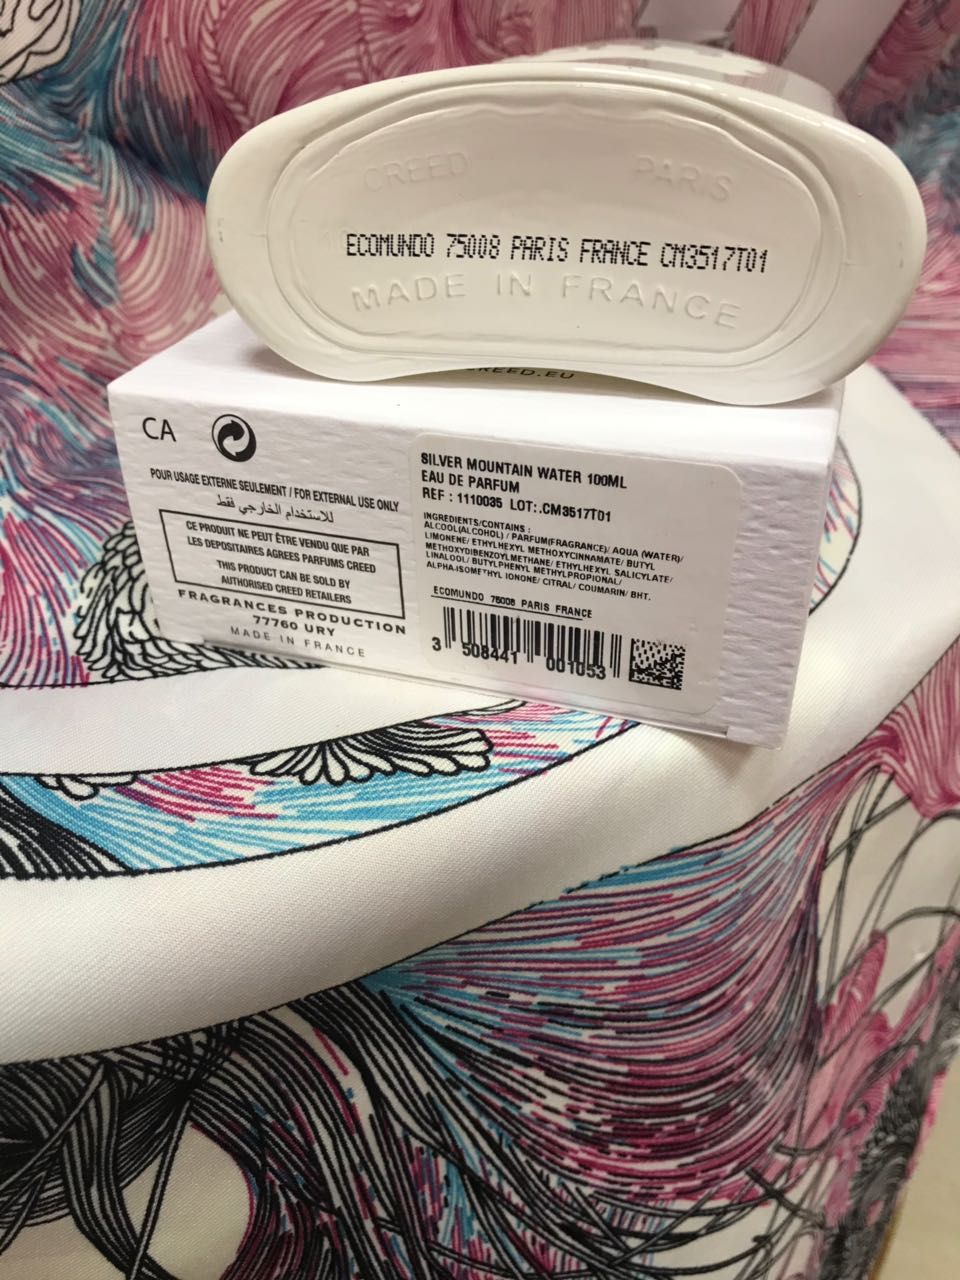 CREED PARIS
ECOMUNDO 75008 PARIS FRANCE CM3517T01
MADE IN FRANCE
CREED.EU
CA
POUR USAGE EXTERNE SEULEMENT / FOR EXTERNAL USE ONLY
للاستخدام الخارجي فقط
CE PRODUIT NE PEUT ÊTRE VENDU QUE PAR
LES DEPOSITAIRES AGREES PARFUMS CREED
THIS PRODUCT CAN BE SOLD BY
AUTHORISED CREED RETAILERS
FRAGRANCES PRODUCTION
77760 URY
MADE IN FRANCE
SILVER MOUNTAIN WATER 100ML
EAU DE PARFUM
REF : 1110035 LOT:.CM3517T01
INGREDIENTS/CONTAINS :
ALCOOL(ALCOHOL) / PARFUM(FRAGRANCE)/ AQUA (WATER)/
LIMONENE/ ETHYLHEXYL METHOXYCINNAMATE/ BUTYL
METHOXYDIBENZOYLMETHANE/ ETHYLHEXYL SALICYLATE/
LINALOOL/ BUTYLPHENYL METHYLPROPIONAL/
ALPHA-ISOMETHYL IONONE/ CITRAL/ COUMARIN/ BHT.
ECOMUNDO 75008 PARIS FRANCE
3 508441 001053